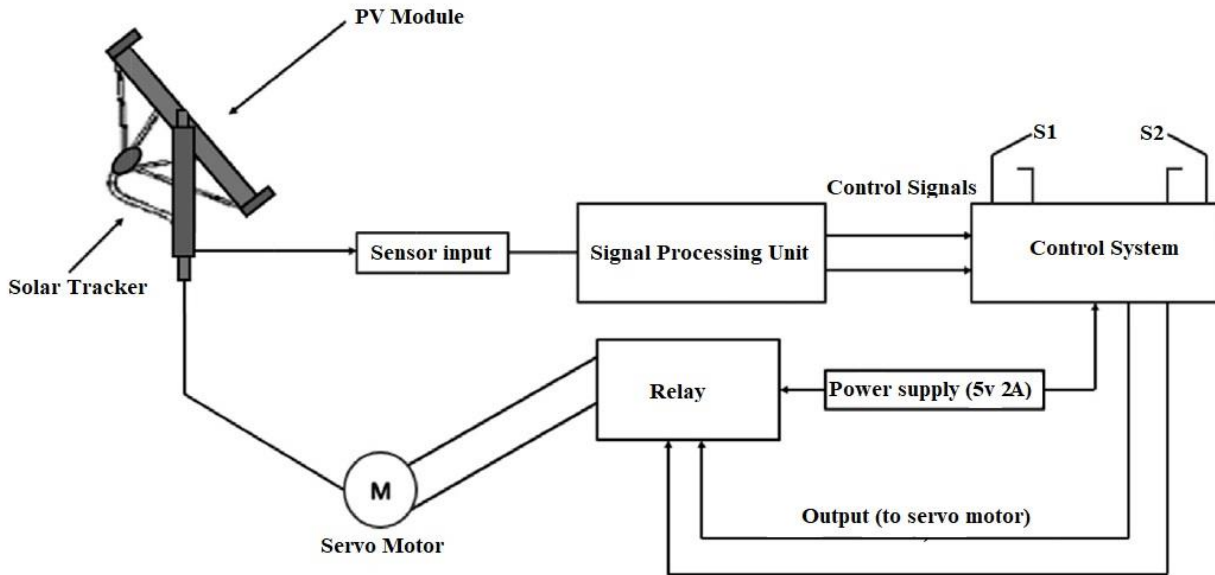 PV Module
S1
S2
Control Signals
Sensor input
Signal Processing Unit
Control System
Solar Tracker
Relay
Power supply (5v 2A)
M
Output (to servo motor)
Servo Motor